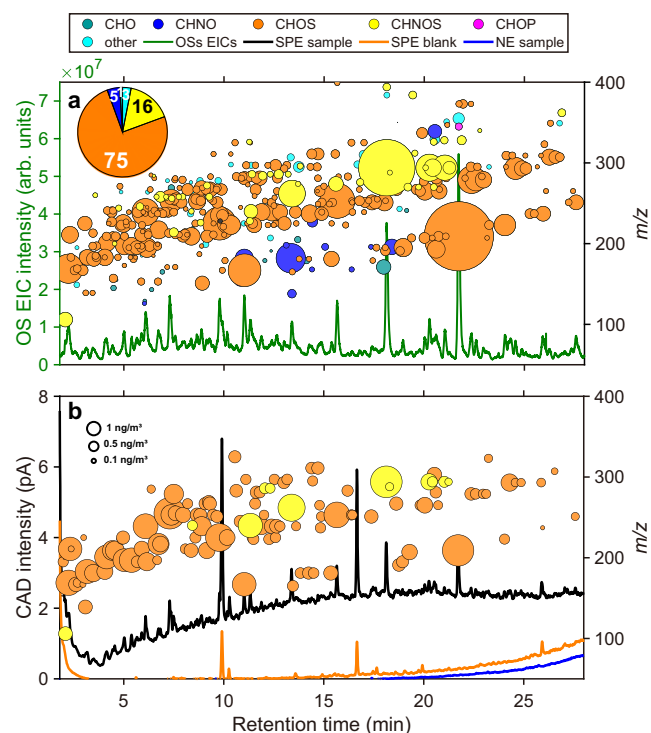 CHO CHNO CHOS CHNOS CHOP
other OSs EICs SPE sample SPE blank NE sample
×10⁷
a
5 1 5 16
75
OS EIC intensity (arb. units)
7
6
5
4
3
2
1
0
400
300
200
100
m/z
b
1 ng/m³
0.5 ng/m³
0.1 ng/m³
CAD intensity (pA)
8
6
4
2
0
400
300
200
100
m/z
5 10 15 20 25
Retention time (min)